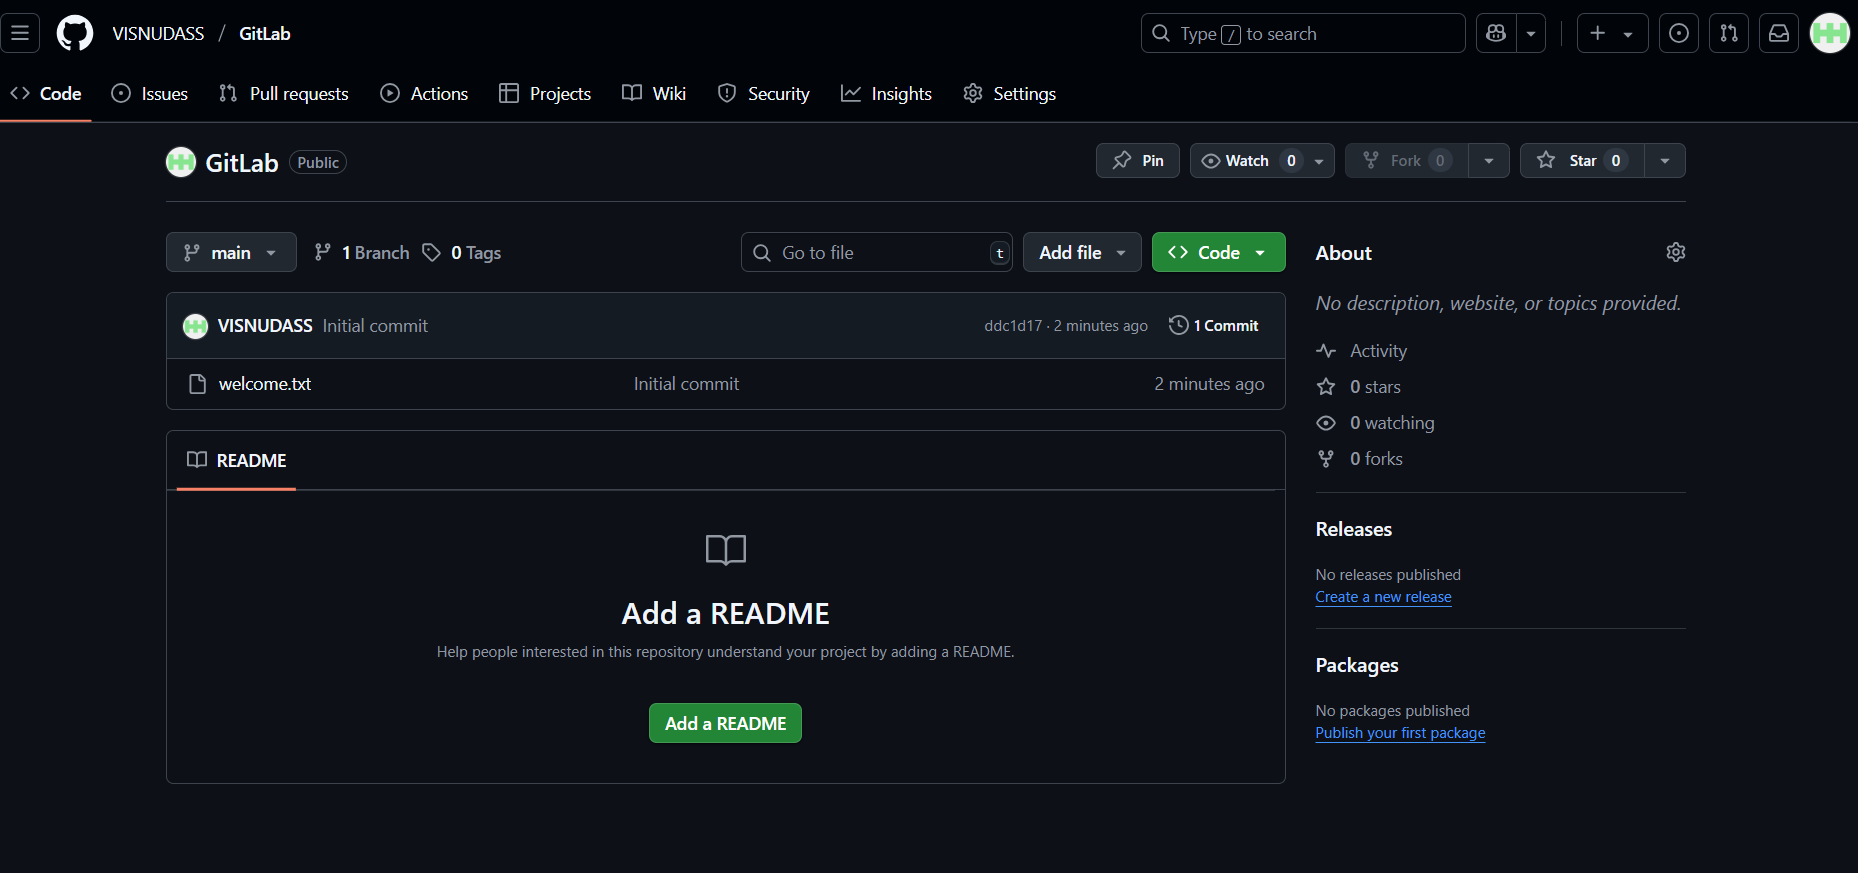 VISNUDASS / GitLab
Type / to search
Code Issues Pull requests Actions Projects Wiki Security Insights Settings
GitLab Public
Pin Watch 0 Fork 0 Star 0
main 1 Branch 0 Tags
Go to file t Add file Code
VISNUDASS Initial commit ddc1d17 · 2 minutes ago 1 Commit
welcome.txt Initial commit 2 minutes ago
README
Add a README
Help people interested in this repository understand your project by adding a README.
Add a README
About
No description, website, or topics provided.
Activity
0 stars
0 watching
0 forks
Releases
No releases published
Create a new release
Packages
No packages published
Publish your first package